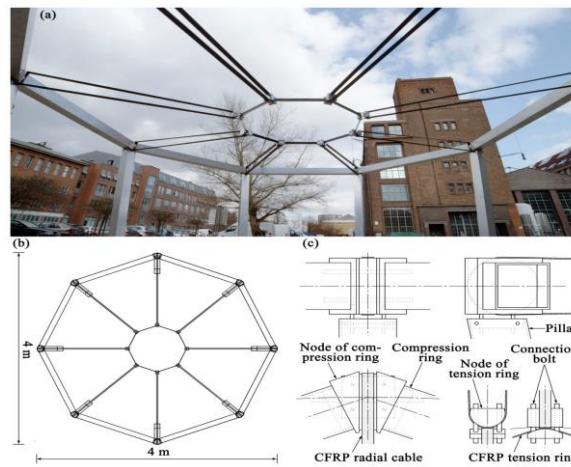 (a)
(b)
4 m
4 m
(c)
Pilla
Node of com-
pression ring
Compression
ring
Node of
tension ring
Connectio
bolt
CFRP radial cable
CFRP tension rin